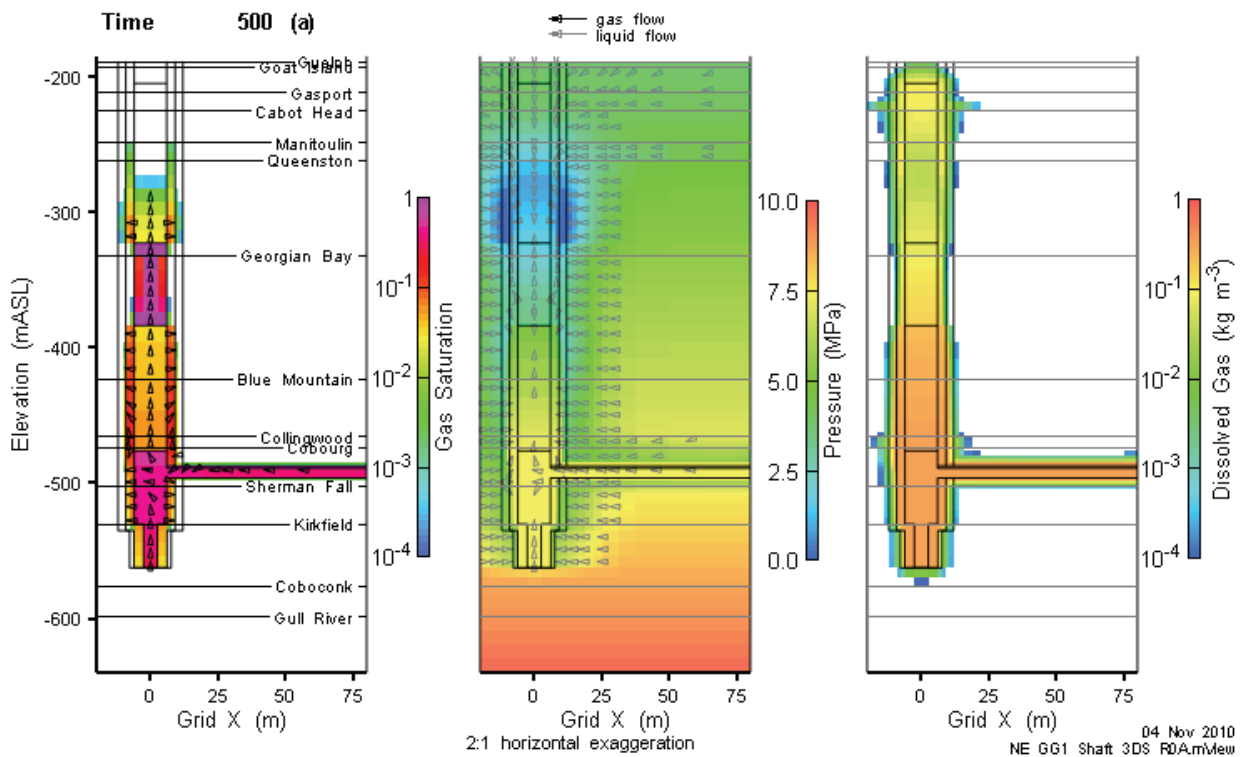 Time 500 (a)
gas flow
liquid flow
Elevation (mASL)
-200
-300
-400
-500
-600
Guelph
Goat Island
Gasport
Cabot Head
Manitoulin
Queenston
Georgian Bay
Blue Mountain
Collingwood
Cobourg
Sherman Fall
Kirkfield
Coboconk
Gull River
0 25 50 75
Grid X (m)
1
10-1
10-2
10-3
10-4
Gas Saturation
0 25 50 75
Grid X (m)
2:1 horizontal exaggeration
10.0
7.5
5.0
2.5
0.0
Pressure (MPa)
0 25 50 75
Grid X (m)
1
10-1
10-2
10-3
10-4
Dissolved Gas (kg m-3)
04 Nov 2010
NE GG1 Shaft 3DS R0A.mView